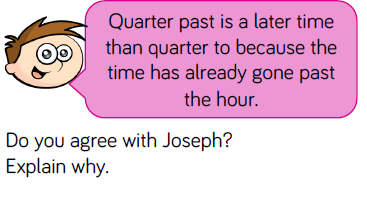 Quarter past is a later time
than quarter to because the
time has already gone past
the hour.
Do you agree with Joseph?
Explain why.